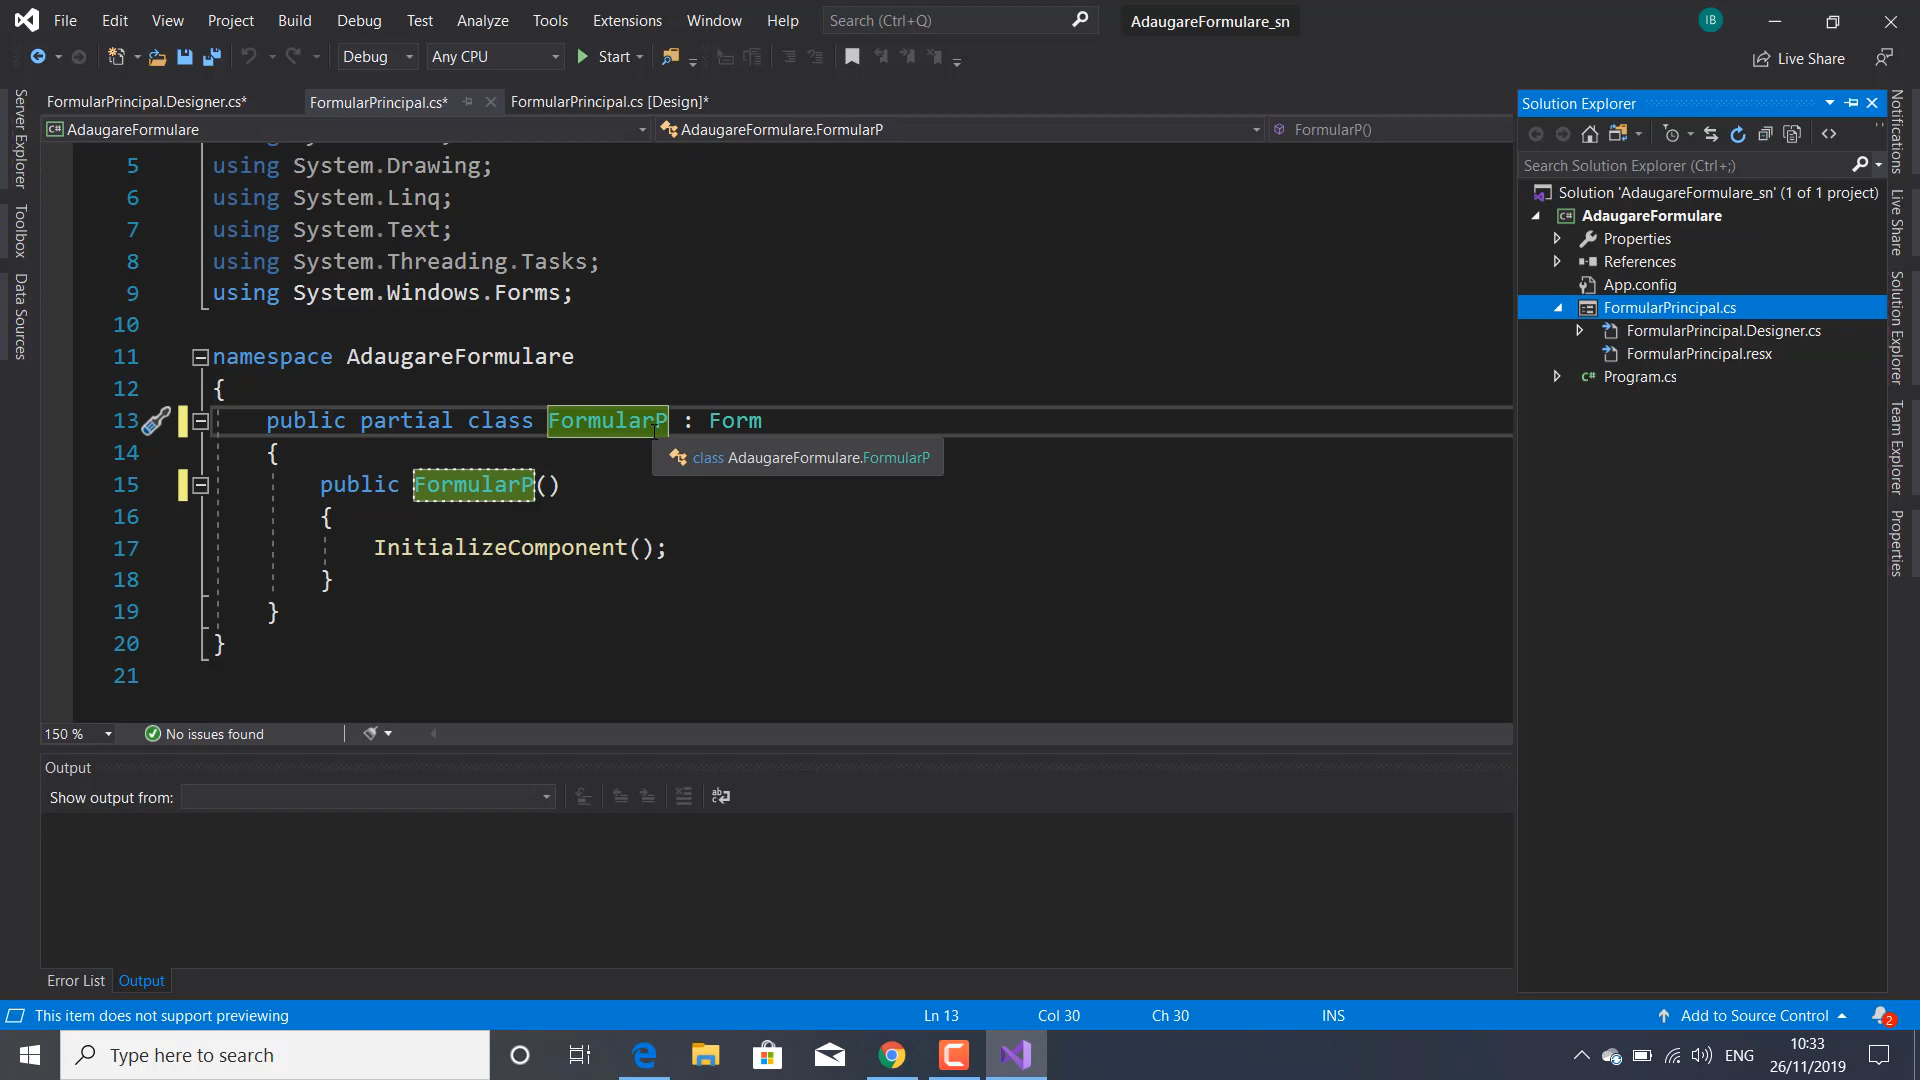 File Edit View Project Build Debug Test Analyze Tools Extensions Window Help Search (Ctrl+Q) AdaugareFormulare_sn IB
Debug Any CPU Start Live Share
FormularPrincipal.Designer.cs* FormularPrincipal.cs* FormularPrincipal.cs [Design]*
C# AdaugareFormulare AdaugareFormulare.FormularP FormularP()
5 using System.Drawing;
6 using System.Linq;
7 using System.Text;
8 using System.Threading.Tasks;
9 using System.Windows.Forms;
10
11 namespace AdaugareFormulare
12 {
13 public partial class FormularP : Form
14 {
class AdaugareFormulare.FormularP
15 public FormularP()
16 {
17 InitializeComponent();
18 }
19 }
20 }
21
150 % No issues found
Output
Show output from:
Error List Output
Server Explorer
Toolbox
Data Sources
Solution Explorer
Search Solution Explorer (Ctrl+;)
Solution 'AdaugareFormulare_sn' (1 of 1 project)
C# AdaugareFormulare
Properties
References
App.config
FormularPrincipal.cs
FormularPrincipal.Designer.cs
FormularPrincipal.resx
C# Program.cs
Notifications
Live Share
Solution Explorer
Team Explorer
Properties
This item does not support previewing Ln 13 Col 30 Ch 30 INS Add to Source Control 2
Type here to search ENG
10:33
26/11/2019